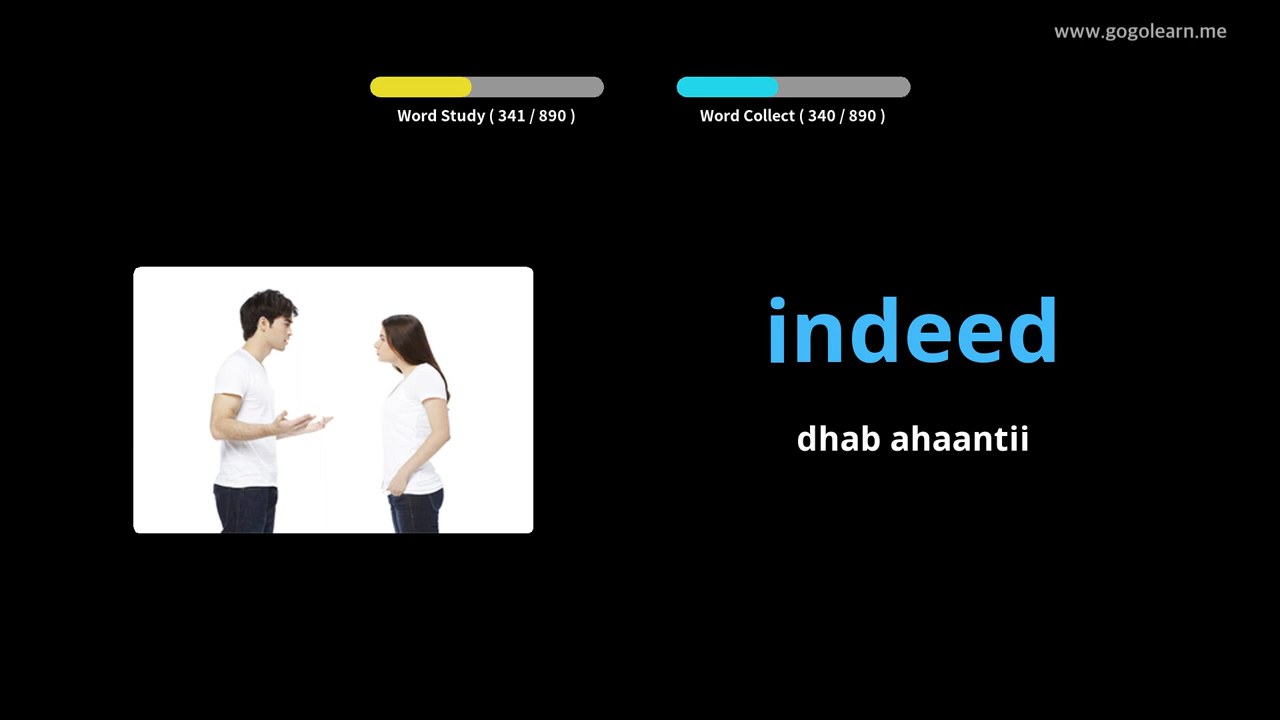 www.gogolearn.me
Word Study ( 341 / 890 )
Word Collect ( 340 / 890 )
indeed
dhab ahaantii